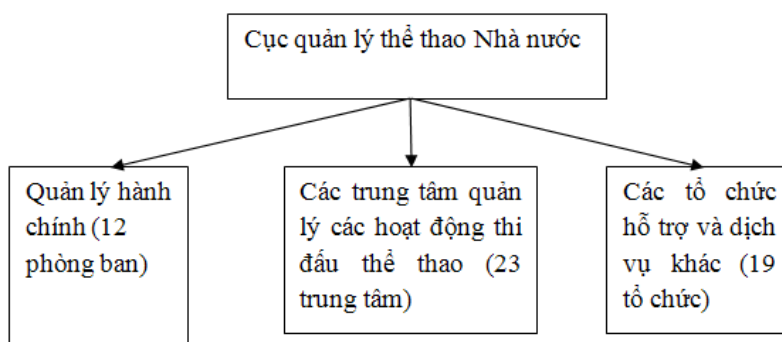 Cục quản lý thể thao Nhà nước
Quản lý hành
chính (12
phòng ban)
Các trung tâm quản
lý các hoạt động thi
đấu thể thao (23
trung tâm)
Các tổ chức
hỗ trợ và dịch
vụ khác (19
tổ chức)